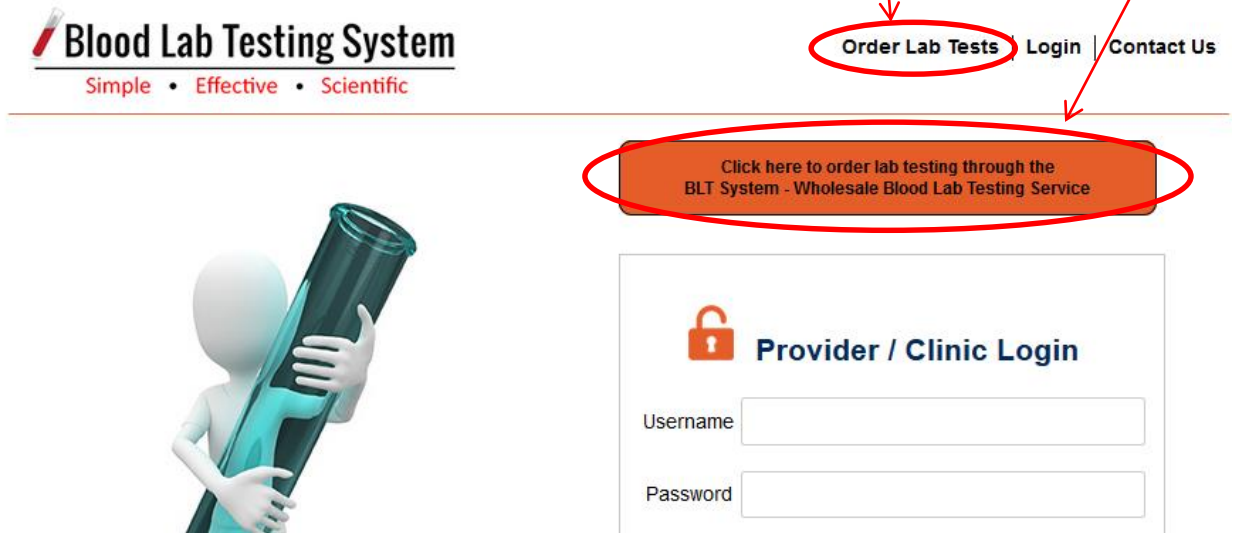 Blood Lab Testing System
Simple • Effective • Scientific
Order Lab Tests | Login | Contact Us
Click here to order lab testing through the
BLT System - Wholesale Blood Lab Testing Service
Provider / Clinic Login
Username
Password